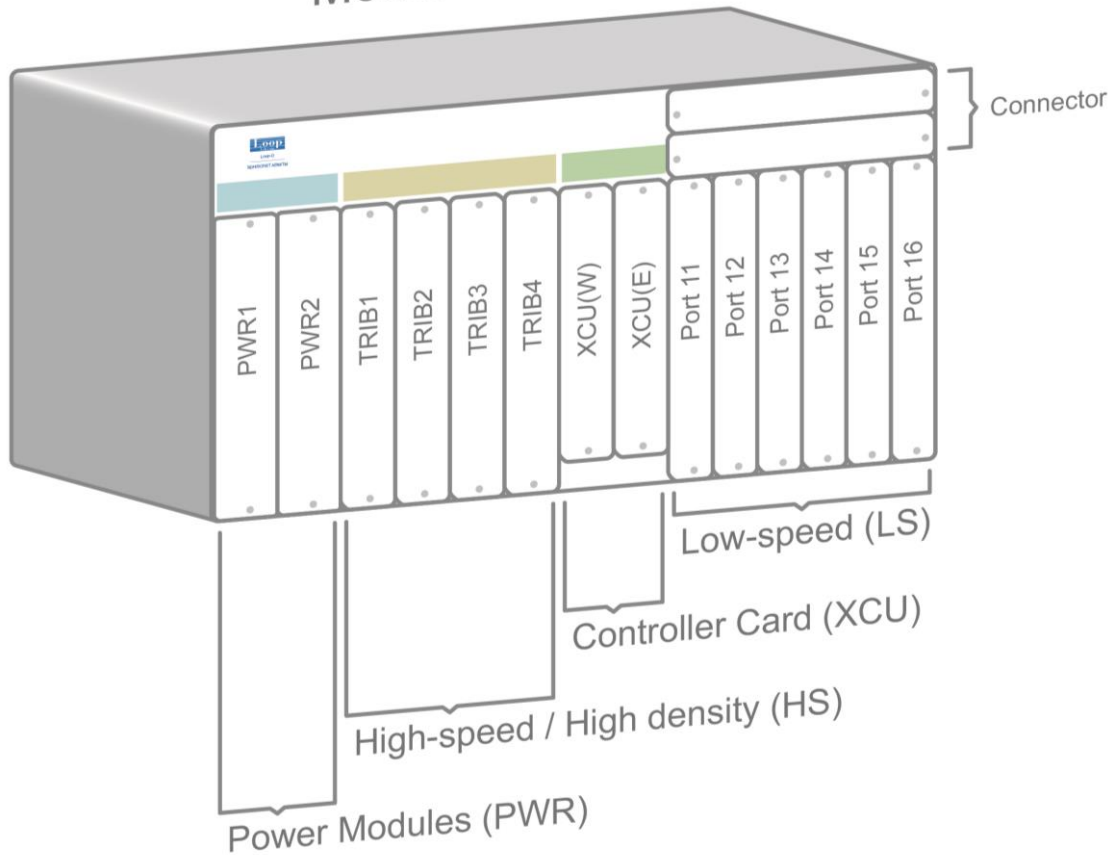 Loop
Connector
PWR1
PWR2
TRIB1
TRIB2
TRIB3
TRIB4
XCU(W)
XCU(E)
Port 11
Port 12
Port 13
Port 14
Port 15
Port 16
Low-speed (LS)
Controller Card (XCU)
High-speed / High density (HS)
Power Modules (PWR)